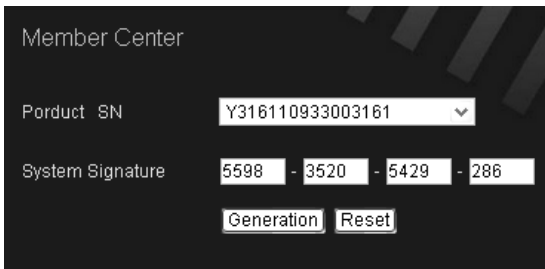 Member Center
Porduct SN Y316110933003161
System Signature 5598 - 3520 - 5429 - 286
Generation Reset